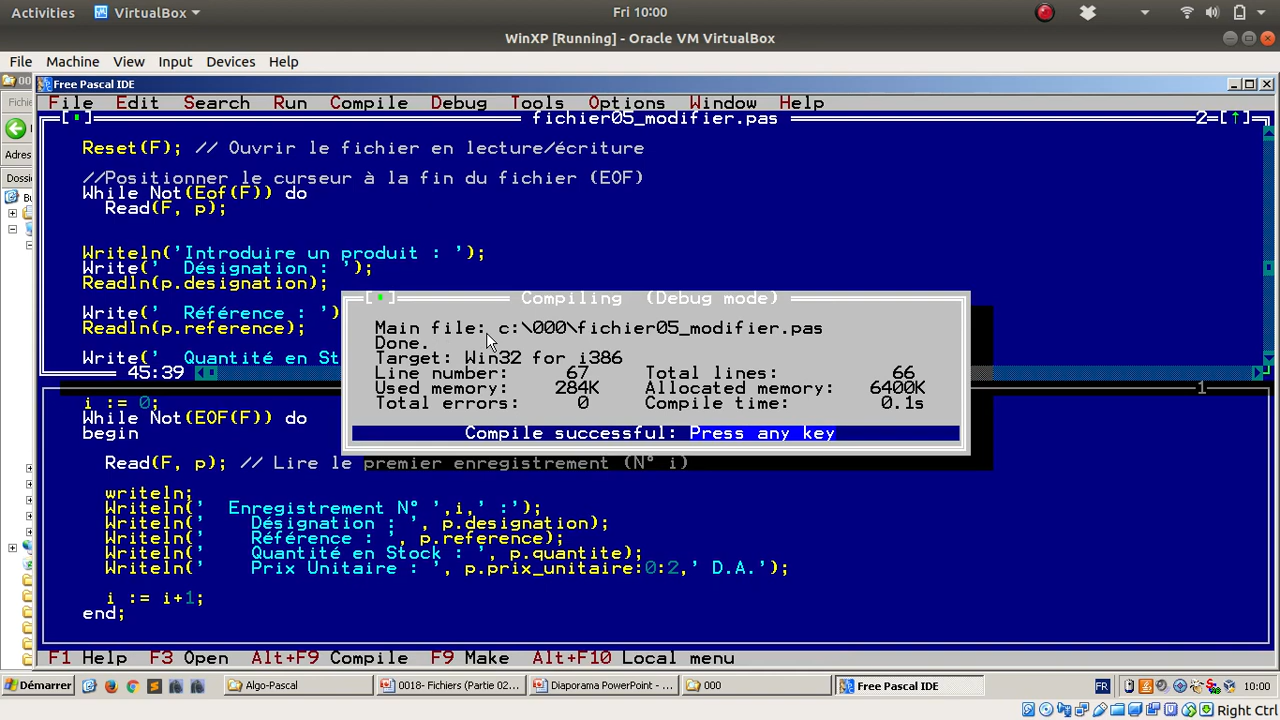 Activities VirtualBox Fri 10:00
WinXP [Running] - Oracle VM VirtualBox
File Machine View Input Devices Help
Free Pascal IDE
File Edit Search Run Compile Debug Tools Options Window Help
fichier05_modifier.pas 2=[↑]
Reset(F); // Ouvrir le fichier en lecture/écriture
//Positionner le curseur à la fin du fichier (EOF)
While Not(Eof(F)) do
Read(F, p);
Writeln('Introduire un produit : ');
Write('  Désignation : ');
Readln(p.designation);
Write('  Référence : ')
Readln(p.reference);
Write('  Quantité en St
45:39
Compiling (Debug mode)
Main file: c:\000\fichier05_modifier.pas
Done.
Target: Win32 for i386
Line number: 67 Total lines: 66
Used memory: 284K Allocated memory: 6400K
Total errors: 0 Compile time: 0.1s
Compile successful: Press any key
1
i := 0;
While Not(EOF(F)) do
begin
Read(F, p); // Lire le premier enregistrement (N° i)
writeln;
Writeln('  Enregistrement N° ',i,' :');
Writeln('    Désignation : ', p.designation);
Writeln('    Référence : ', p.reference);
Writeln('    Quantité en Stock : ', p.quantite);
Writeln('    Prix Unitaire : ', p.prix_unitaire:0:2,' D.A.');
i := i+1;
end;
F1 Help F3 Open Alt+F9 Compile F9 Make Alt+F10 Local menu
Démarrer Algo-Pascal 0018- Fichiers (Partie 02... Diaporama PowerPoint - ... 000 Free Pascal IDE FR 10:00
Right Ctrl